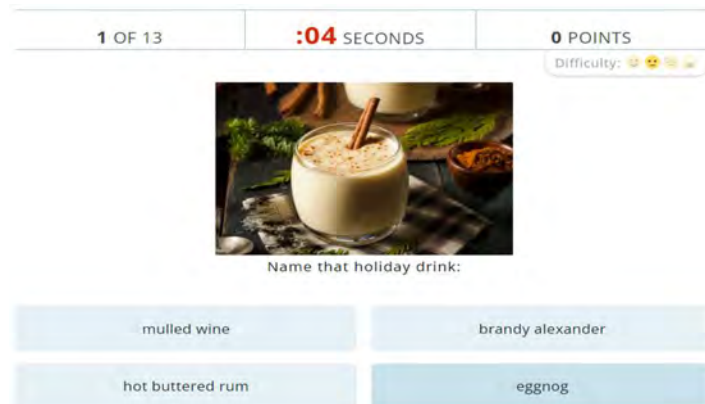 1 OF 13
:04 SECONDS
0 POINTS
Difficulty:
Name that holiday drink:
mulled wine
brandy alexander
hot buttered rum
eggnog